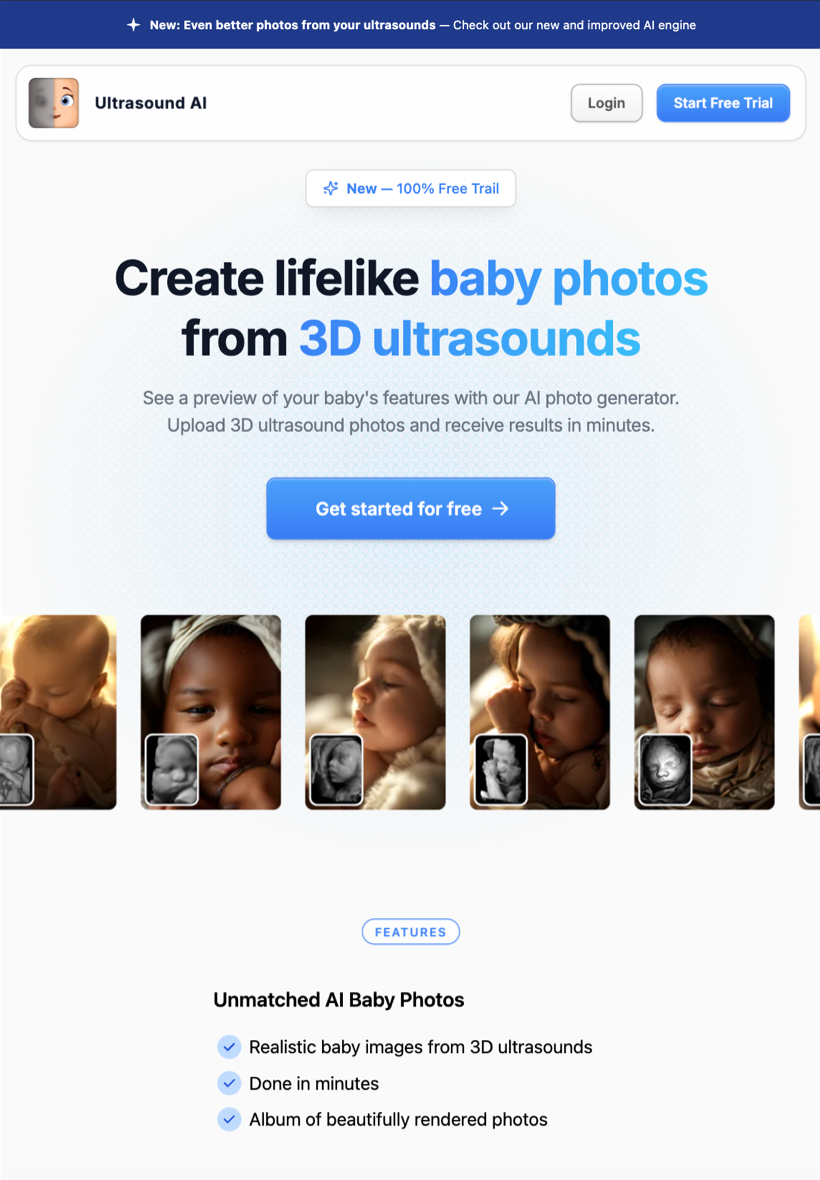 New: Even better photos from your ultrasounds — Check out our new and improved AI engine
Ultrasound AI
Login
Start Free Trial
New — 100% Free Trail
Create lifelike baby photos
from 3D ultrasounds
See a preview of your baby's features with our AI photo generator.
Upload 3D ultrasound photos and receive results in minutes.
Get started for free →
FEATURES
Unmatched AI Baby Photos
Realistic baby images from 3D ultrasounds
Done in minutes
Album of beautifully rendered photos